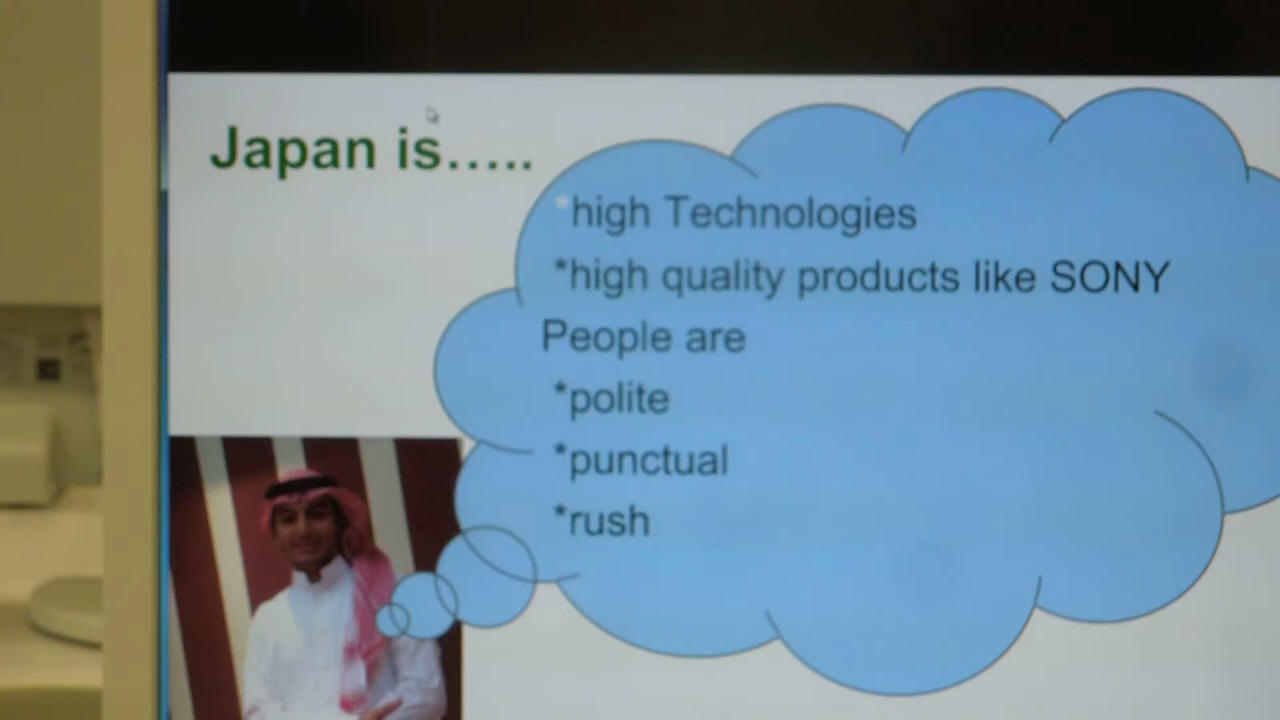 Japan is.....
*high Technologies
*high quality products like SONY
People are
*polite
*punctual
*rush